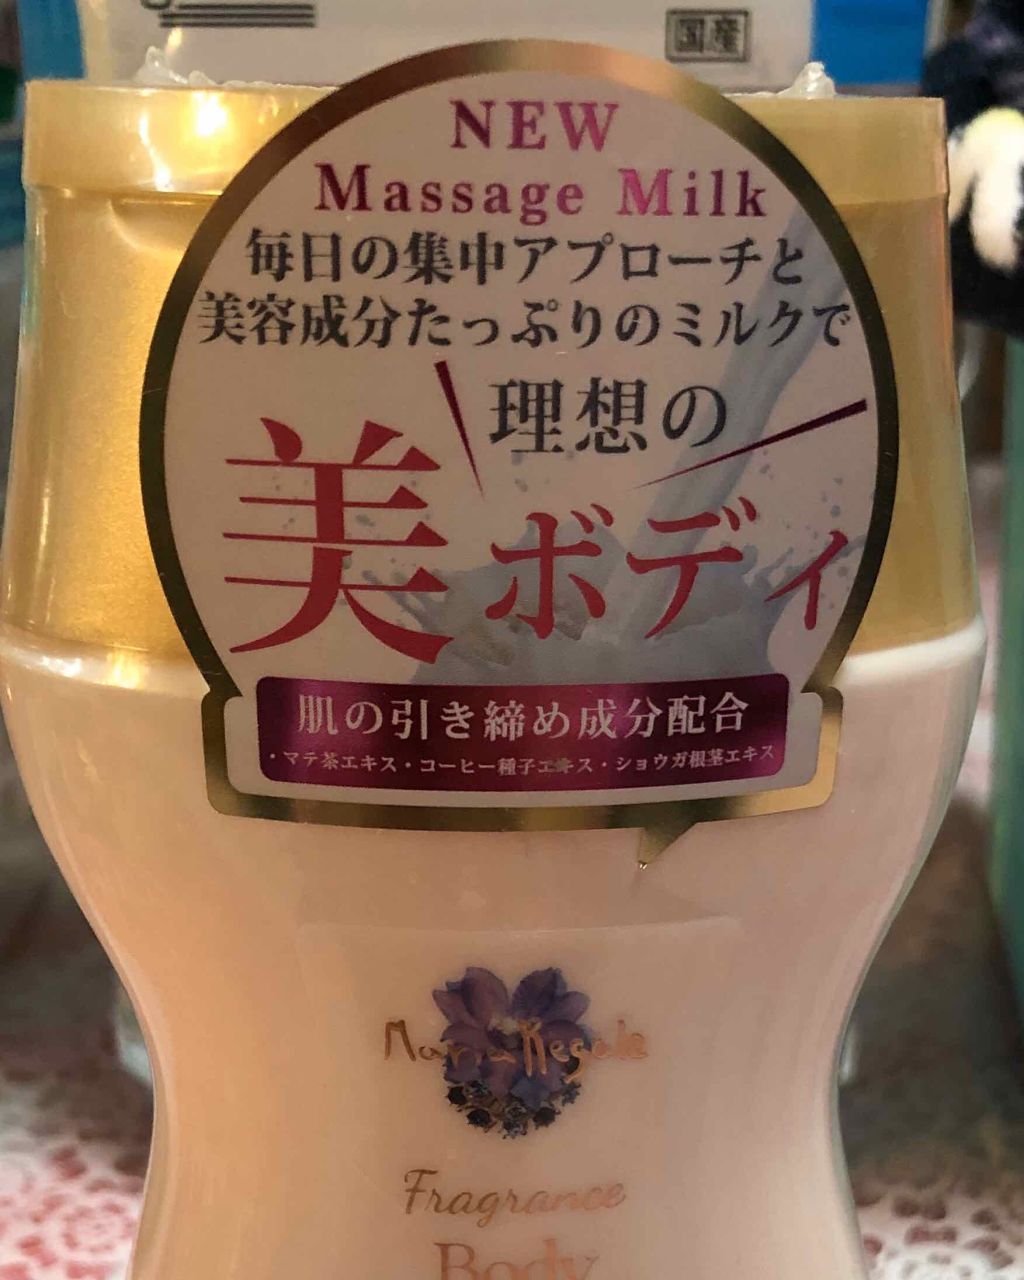 国産
NEW
Massage Milk
毎日の集中アプローチと
美容成分たっぷりのミルクで
理想の
美ボディ
肌の引き締め成分配合
・マテ茶エキス・コーヒー種子エキス・ショウガ根茎エキス
Maria Regale
Fragrance
Body